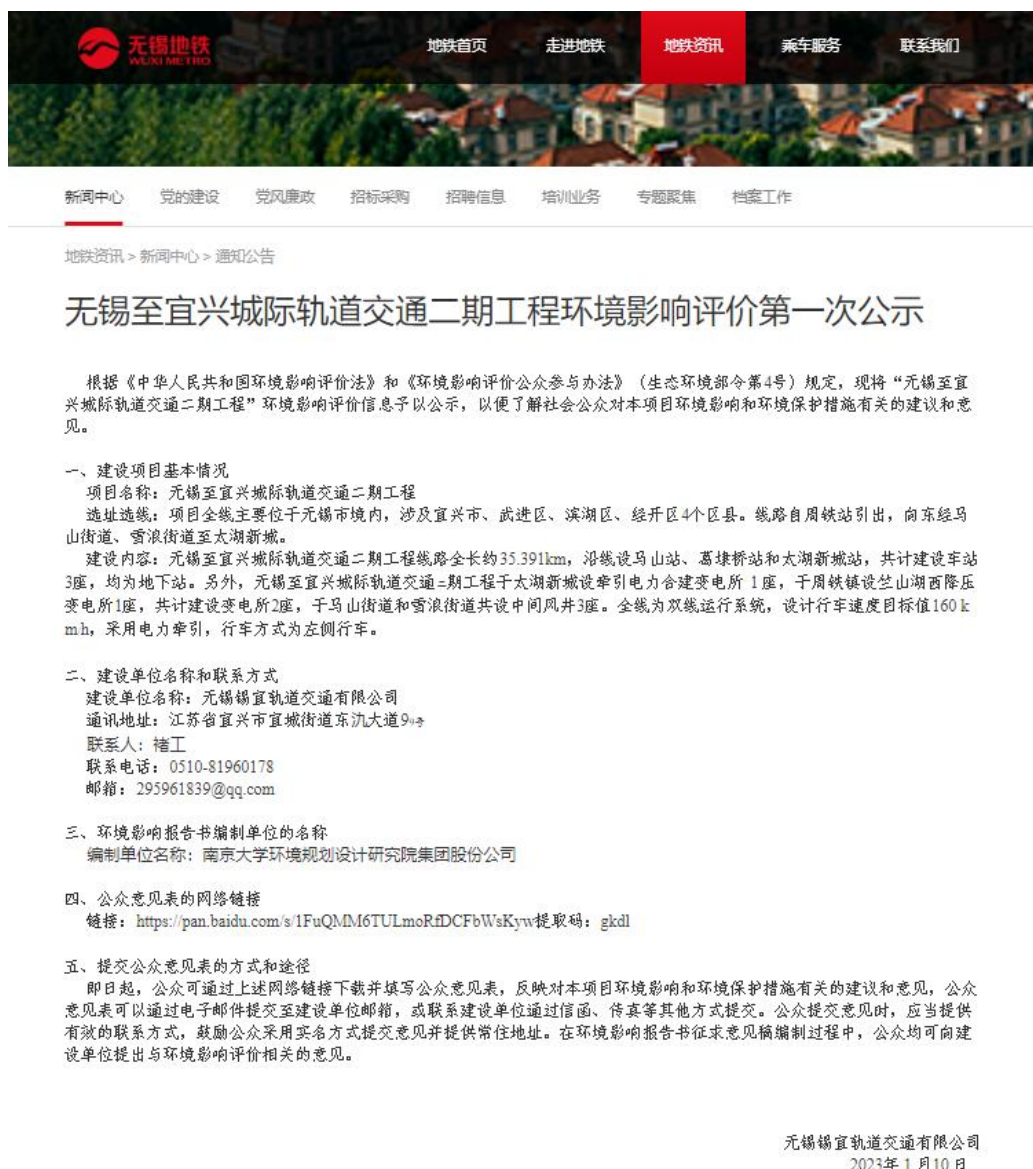 无锡地铁
WUXI METRO
地铁首页 走进地铁 地铁资讯 乘车服务 联系我们
新闻中心 党的建设 党风廉政 招标采购 招聘信息 培训业务 专题聚焦 档案工作
地铁资讯 > 新闻中心 > 通知公告
无锡至宜兴城际轨道交通二期工程环境影响评价第一次公示
根据《中华人民共和国环境影响评价法》和《环境影响评价公众参与办法》（生态环境部令第4号）规定，现将“无锡至宜
兴城际轨道交通二期工程”环境影响评价信息予以公示，以便了解社会公众对本项目环境影响和环境保护措施有关的建议和意
见。
一、建设项目基本情况
项目名称：无锡至宜兴城际轨道交通二期工程
选址选线：项目全线主要位于无锡市境内，涉及宜兴市、武进区、滨湖区、经开区4个区县。线路自周铁站引出，向东经马
山街道、雪浪街道至太湖新城。
建设内容：无锡至宜兴城际轨道交通二期工程线路全长约35.391km，沿线设马山站、葛埭桥站和太湖新城站，共计建设车站
3座，均为地下站。另外，无锡至宜兴城际轨道交通二期工程于太湖新城设牵引电力合建变电所 1 座，于周铁镇设竺山湖西降压
变电所1座，共计建设变电所2座，于马山街道和雪浪街道共设中间风井3座。全线为双线运行系统，设计行车速度目标值160 k
m/h，采用电力牵引，行车方式为左侧行车。
二、建设单位名称和联系方式
建设单位名称：无锡锡宜轨道交通有限公司
通讯地址：江苏省宜兴市宜城街道东氿大道9号
联系人：褚工
联系电话：0510-81960178
邮箱：295961839@qq.com
三、环境影响报告书编制单位的名称
编制单位名称：南京大学环境规划设计研究院集团股份公司
四、公众意见表的网络链接
链接：https://pan.baidu.com/s/1FuQMM6TULmoRfDCFbWsKyw提取码：gkdl
五、提交公众意见表的方式和途径
即日起，公众可通过上述网络链接下载并填写公众意见表，反映对本项目环境影响和环境保护措施有关的建议和意见，公众
意见表可以通过电子邮件提交至建设单位邮箱，或联系建设单位通过信函、传真等其他方式提交。公众提交意见时，应当提供
有效的联系方式，鼓励公众采用实名方式提交意见并提供常住地址。在环境影响报告书征求意见稿编制过程中，公众均可向建
设单位提出与环境影响评价相关的意见。
无锡锡宜轨道交通有限公司
2023年 1 月10 日